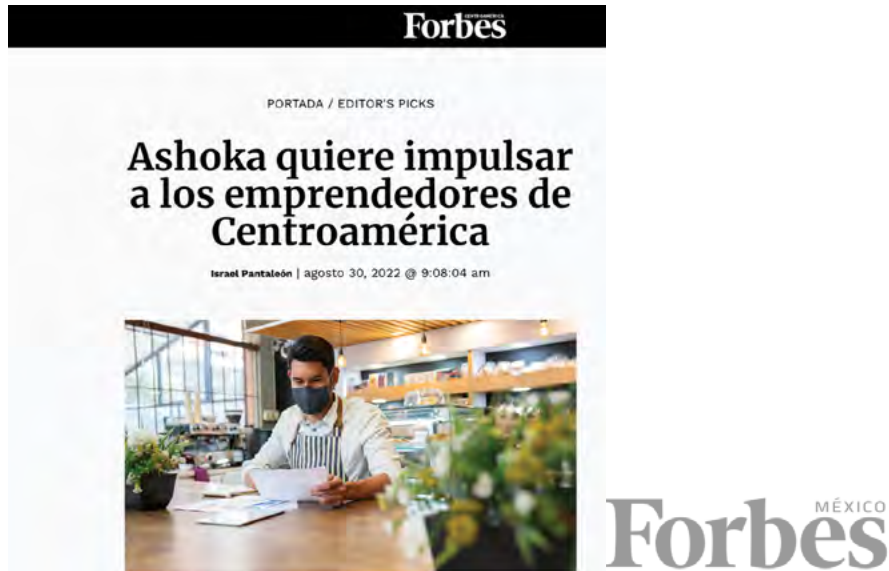 Forbes
CENTROAMÉRICA
PORTADA / EDITOR'S PICKS
Ashoka quiere impulsar
a los emprendedores de
Centroamérica
Israel Pantaleón | agosto 30, 2022 @ 9:08:04 am
Forbes
MÉXICO